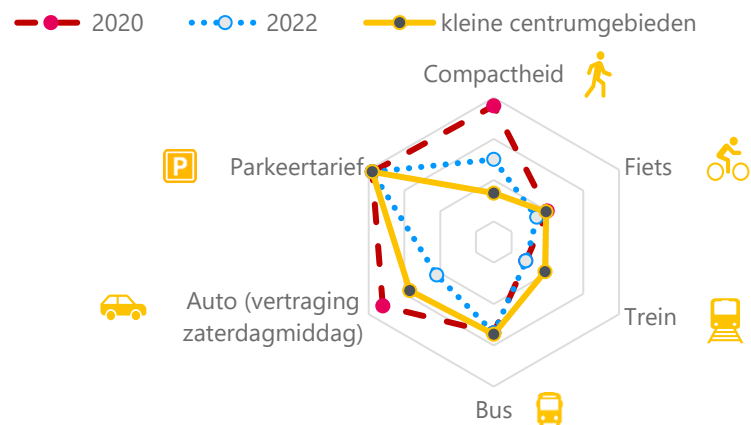 2020 2022 kleine centrumgebieden
Compactheid
P Parkeertarief Fiets
Auto (vertraging
zaterdagmiddag)
Trein
Bus